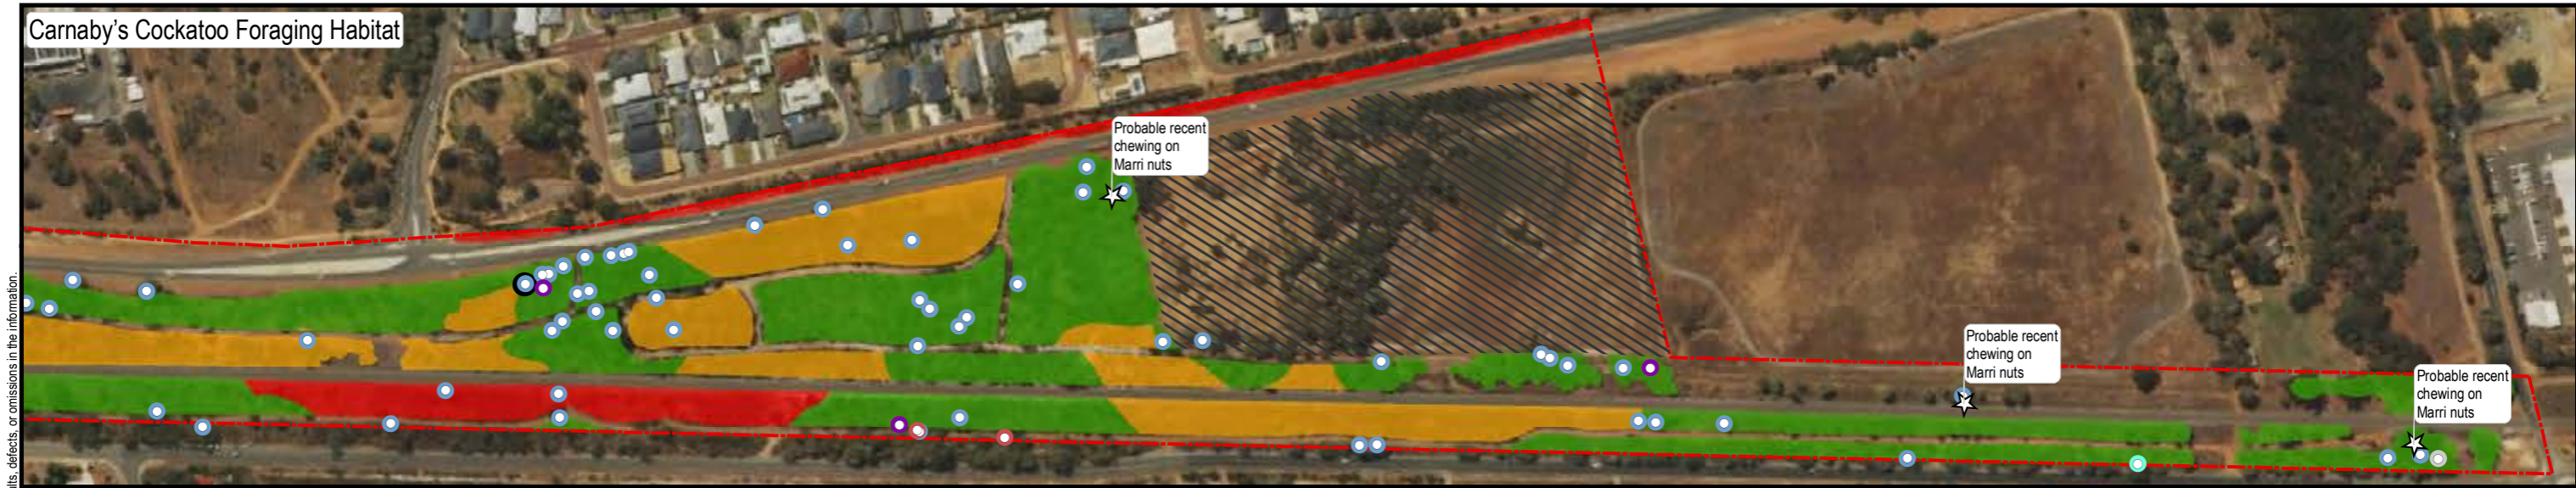 Carnaby's Cockatoo Foraging Habitat
Probable recent
chewing on
Marri nuts
Probable recent
chewing on
Marri nuts
Probable recent
chewing on
Marri nuts
defects, or omissions in the information.